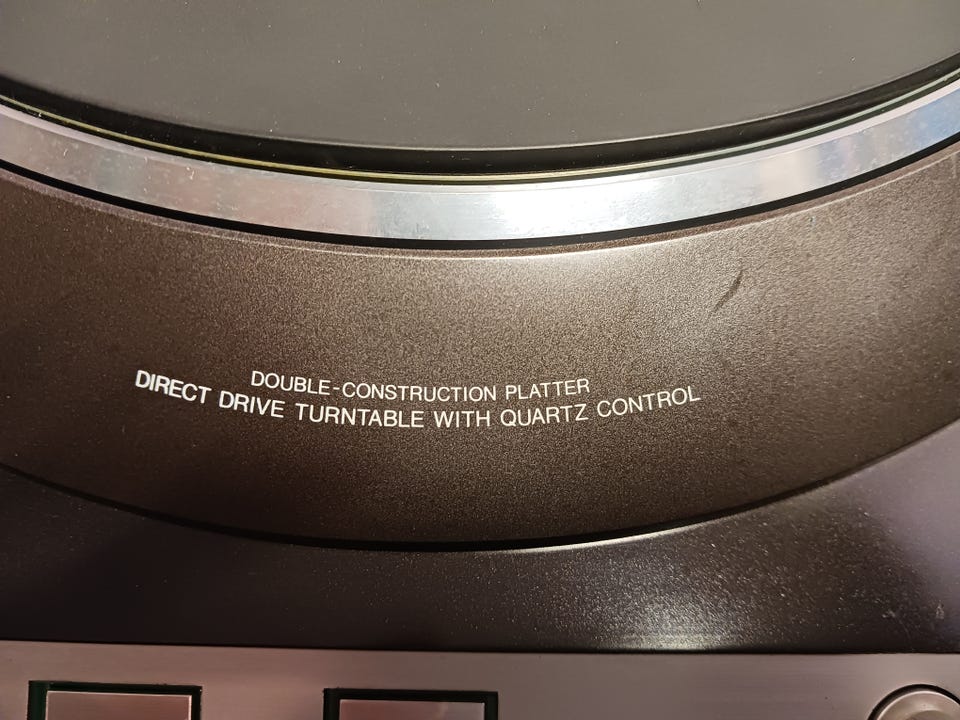 DOUBLE-CONSTRUCTION PLATTER
DIRECT DRIVE TURNTABLE WITH QUARTZ CONTROL